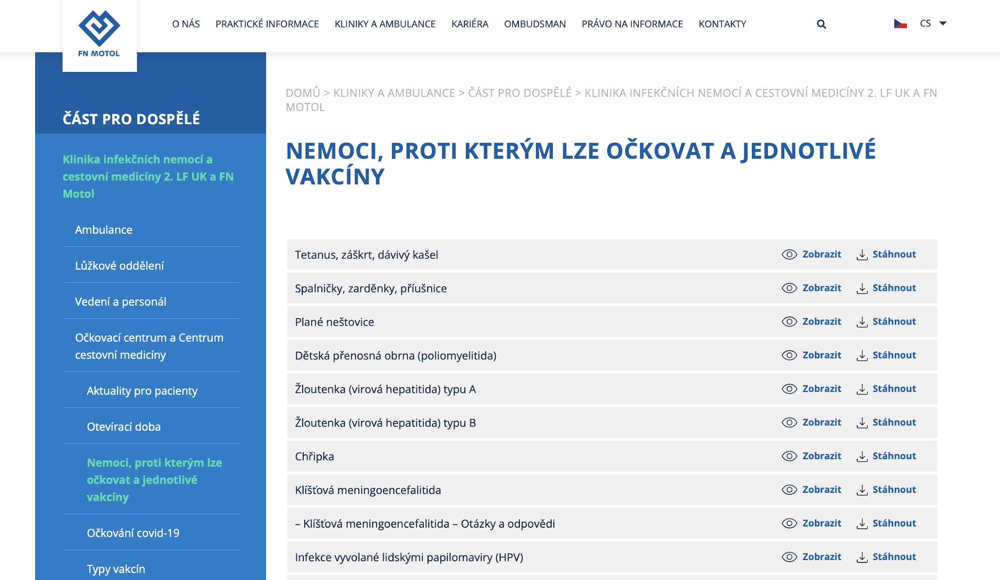 FN MOTOL
O NÁS PRAKTICKÉ INFORMACE KLINIKY A AMBULANCE KARIÉRA OMBUDSMAN PRÁVO NA INFORMACE KONTAKTY CS
ČÁST PRO DOSPĚLÉ
Klinika infekčních nemocí a
cestovní medicíny 2. LF UK a FN
Motol
Ambulance
Lůžkové oddělení
Vedení a personál
Očkovací centrum a Centrum
cestovní medicíny
Aktuality pro pacienty
Otevírací doba
Nemoci, proti kterým lze
očkovat a jednotlivé
vakcíny
Očkování covid-19
Typy vakcín
DOMŮ > KLINIKY A AMBULANCE > ČÁST PRO DOSPĚLÉ > KLINIKA INFEKČNÍCH NEMOCÍ A CESTOVNÍ MEDICÍNY 2. LF UK A FN
MOTOL
NEMOCI, PROTI KTERÝM LZE OČKOVAT A JEDNOTLIVÉ
VAKCÍNY
Tetanus, záškrt, dávivý kašel Zobrazit Stáhnout
Spalničky, zarděnky, příušnice Zobrazit Stáhnout
Plané neštovice Zobrazit Stáhnout
Dětská přenosná obrna (poliomyelitida) Zobrazit Stáhnout
Žloutenka (virová hepatitida) typu A Zobrazit Stáhnout
Žloutenka (virová hepatitida) typu B Zobrazit Stáhnout
Chřipka Zobrazit Stáhnout
Klíšťová meningoencefalitida Zobrazit Stáhnout
– Klíšťová meningoencefalitida – Otázky a odpovědi Zobrazit Stáhnout
Infekce vyvolané lidskými papilomaviry (HPV) Zobrazit Stáhnout